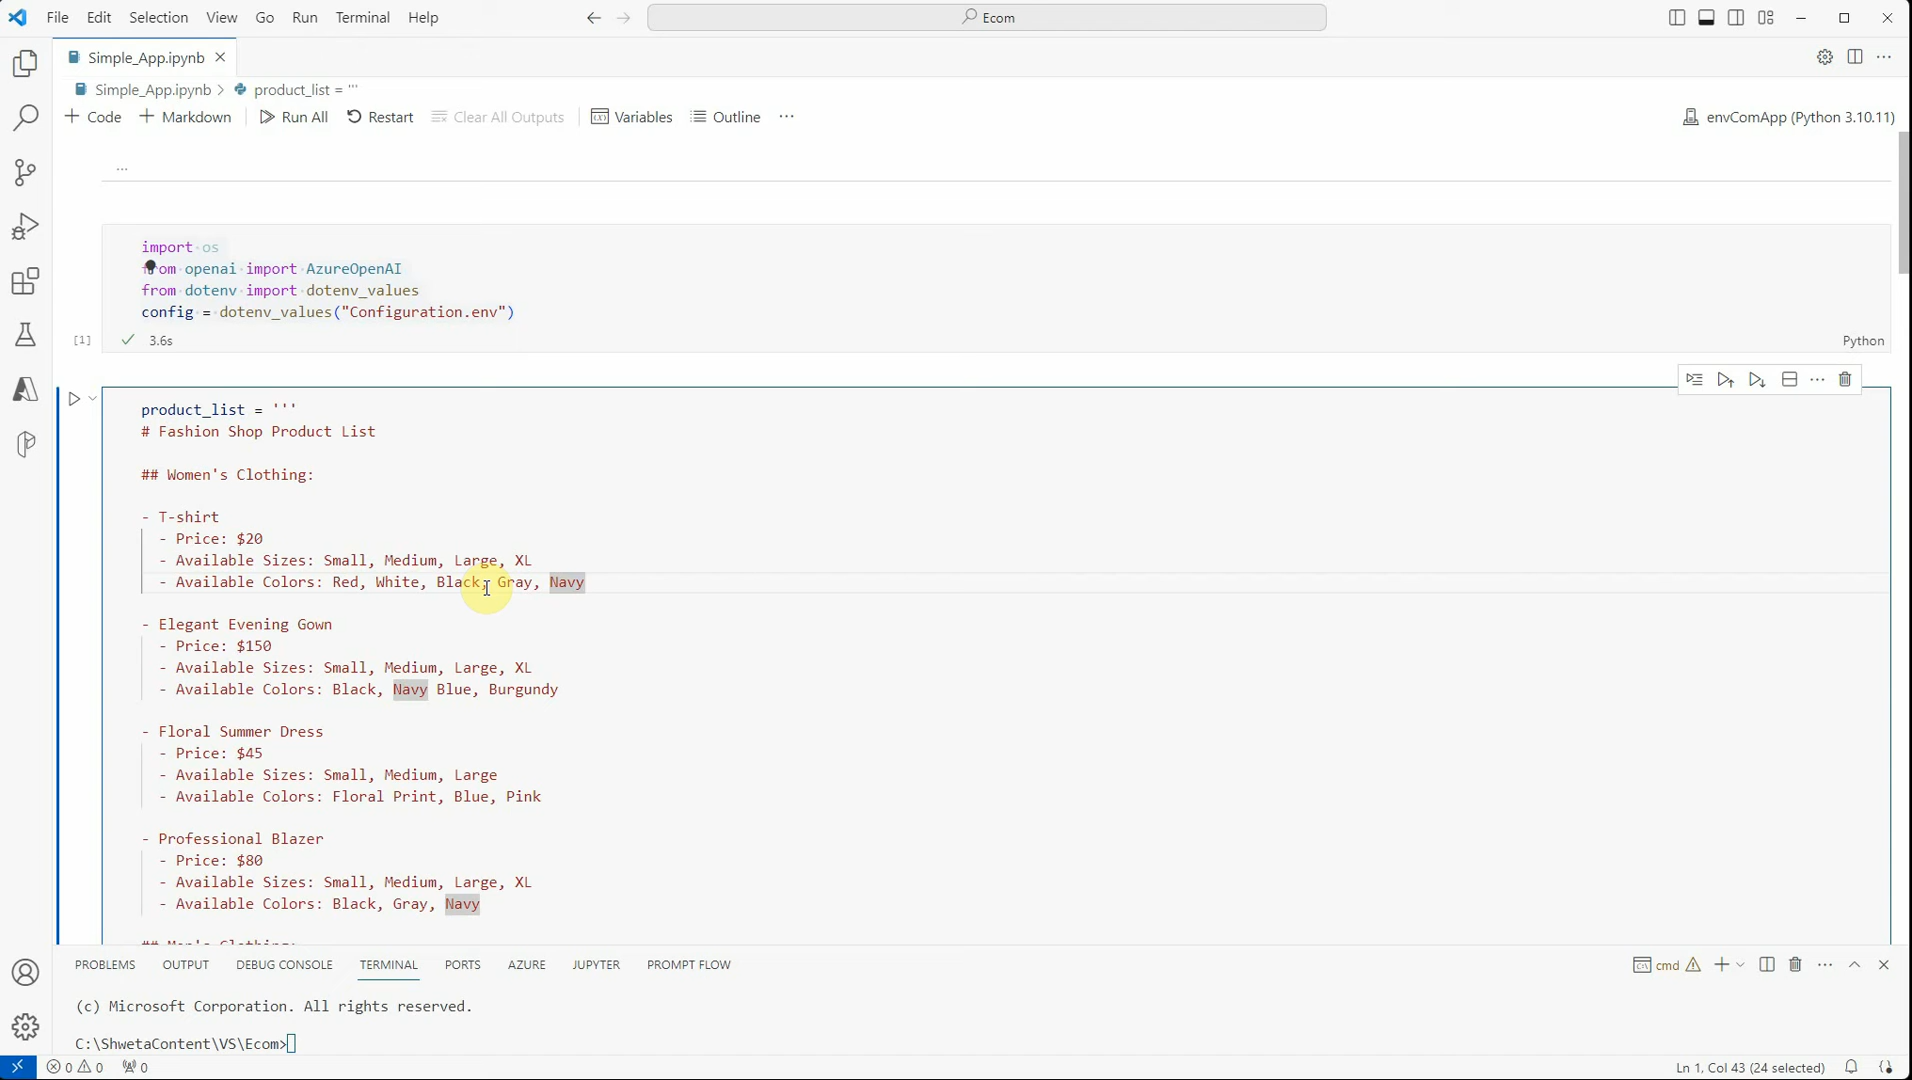 File Edit Selection View Go Run Terminal Help
Ecom
Simple_App.ipynb
Simple_App.ipynb > product_list = '''
+ Code + Markdown Run All Restart Clear All Outputs Variables Outline ...
envComApp (Python 3.10.11)
...
import os
from openai import AzureOpenAI
from dotenv import dotenv_values
config = dotenv_values("Configuration.env")
[1] 3.6s
Python
product_list = '''
# Fashion Shop Product List
## Women's Clothing:
- T-shirt
- Price: $20
- Available Sizes: Small, Medium, Large, XL
- Available Colors: Red, White, Black, Gray, Navy
- Elegant Evening Gown
- Price: $150
- Available Sizes: Small, Medium, Large, XL
- Available Colors: Black, Navy Blue, Burgundy
- Floral Summer Dress
- Price: $45
- Available Sizes: Small, Medium, Large
- Available Colors: Floral Print, Blue, Pink
- Professional Blazer
- Price: $80
- Available Sizes: Small, Medium, Large, XL
- Available Colors: Black, Gray, Navy
## Men's Clothing:
PROBLEMS OUTPUT DEBUG CONSOLE TERMINAL PORTS AZURE JUPYTER PROMPT FLOW
cmd
(c) Microsoft Corporation. All rights reserved.
C:\ShwetaContent\VS\Ecom>
0 0 0
Ln 1, Col 43 (24 selected)